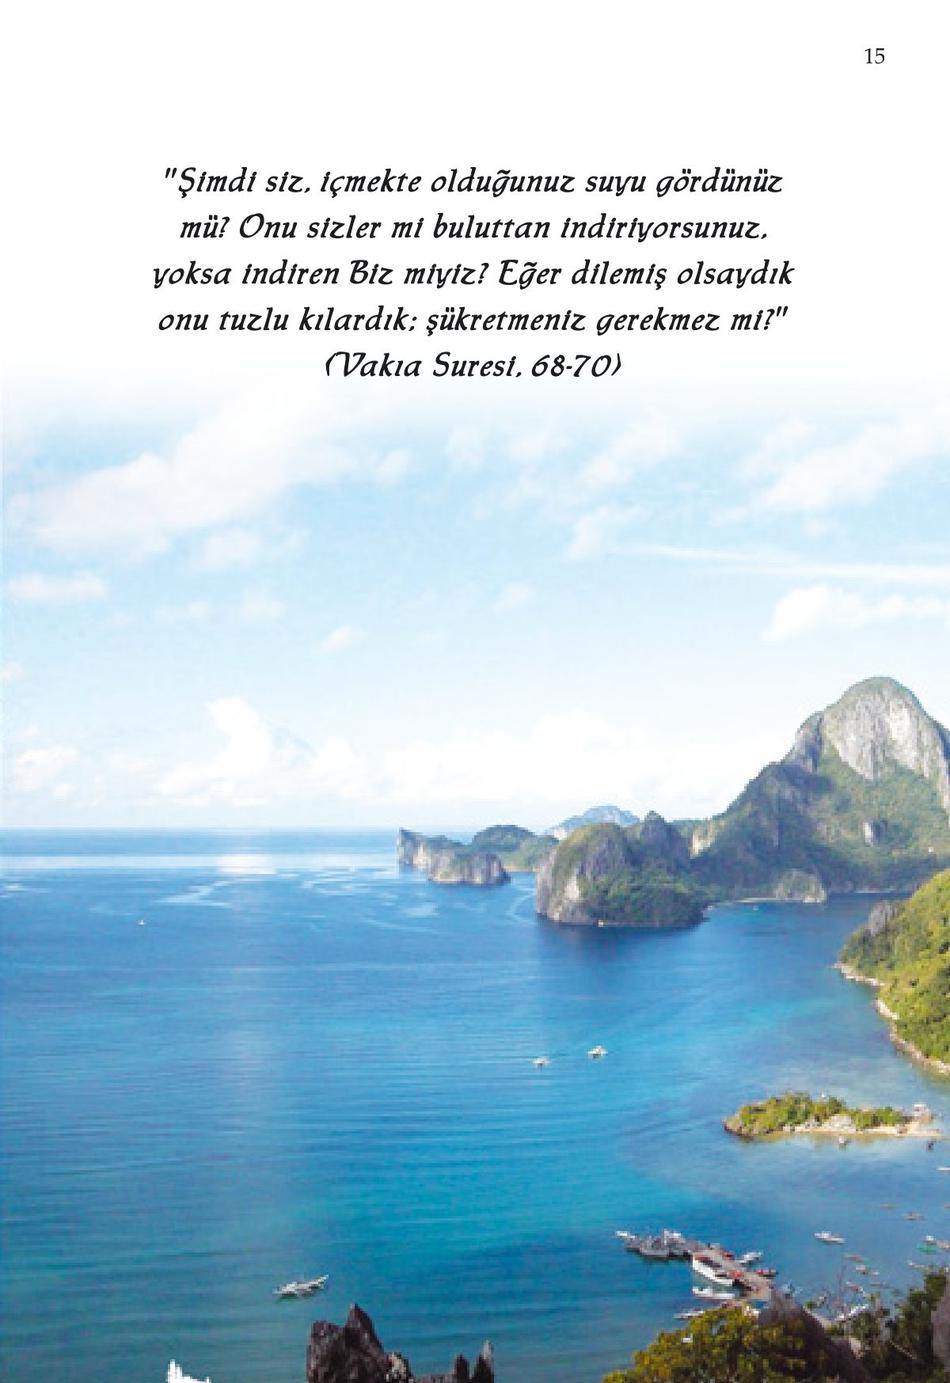 15
"Şimdi siz, içmekte olduğunuz suyu gördünüz
mü? Onu sizler mi buluttan indiriyorsunuz,
yoksa indiren Biz miyiz? Eğer dilemiş olsaydık
onu tuzlu kılardık; şükretmeniz gerekmez mi?"
(Vakıa Suresi, 68-70)